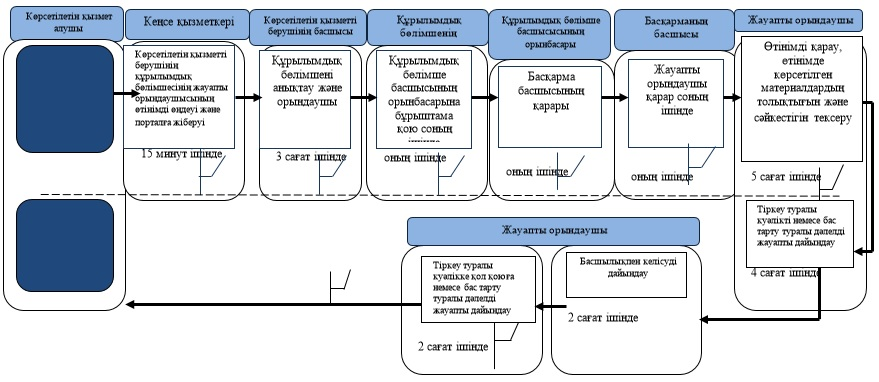 Көрсетілетін қызмет
алушы
Кеңсе қызметкері
Көрсетілетін қызметті
берушінің басшысы
Құрылымдық
бөлімшенің
Құрылымдық бөлімше
басшысысының
орынбасары
Басқарманың
басшысы
Жауапты орындаушы
Көрсетілетін қызметті
берушінің
құрылымдық
бөлімшесінің жауапты
орындаушысының
өтінімді өңдеуі және
порталға жіберуі
15 минут ішінде
Құрылымдық
бөлімшені
анықтау және
орындаушы
3 сағат ішінде
Құрылымдық
бөлімше
басшысының
орынбасарына
бұрыштама
қою соның
ішінде
оның ішінде
Басқарма
басшысының
қарары
оның ішінде
Жауапты
орындаушы
қарар соның
ішінде
оның ішінде
Өтінімді қарау,
өтінімде
көрсетілген
материалдардың
толықтығын және
сәйкестігін тексеру
5 сағат ішінде
Тіркеу туралы
куәлікті немесе бас
тарту туралы дәлелді
жауапты дайындау
4 сағат ішінде
Жауапты орындаушы
Тіркеу туралы
куәлікке қол қоюға
немесе бас тарту
туралы дәлелді
жауапты дайындау
2 сағат ішінде
Басшылықпен келісуді
дайындау
2 сағат ішінде